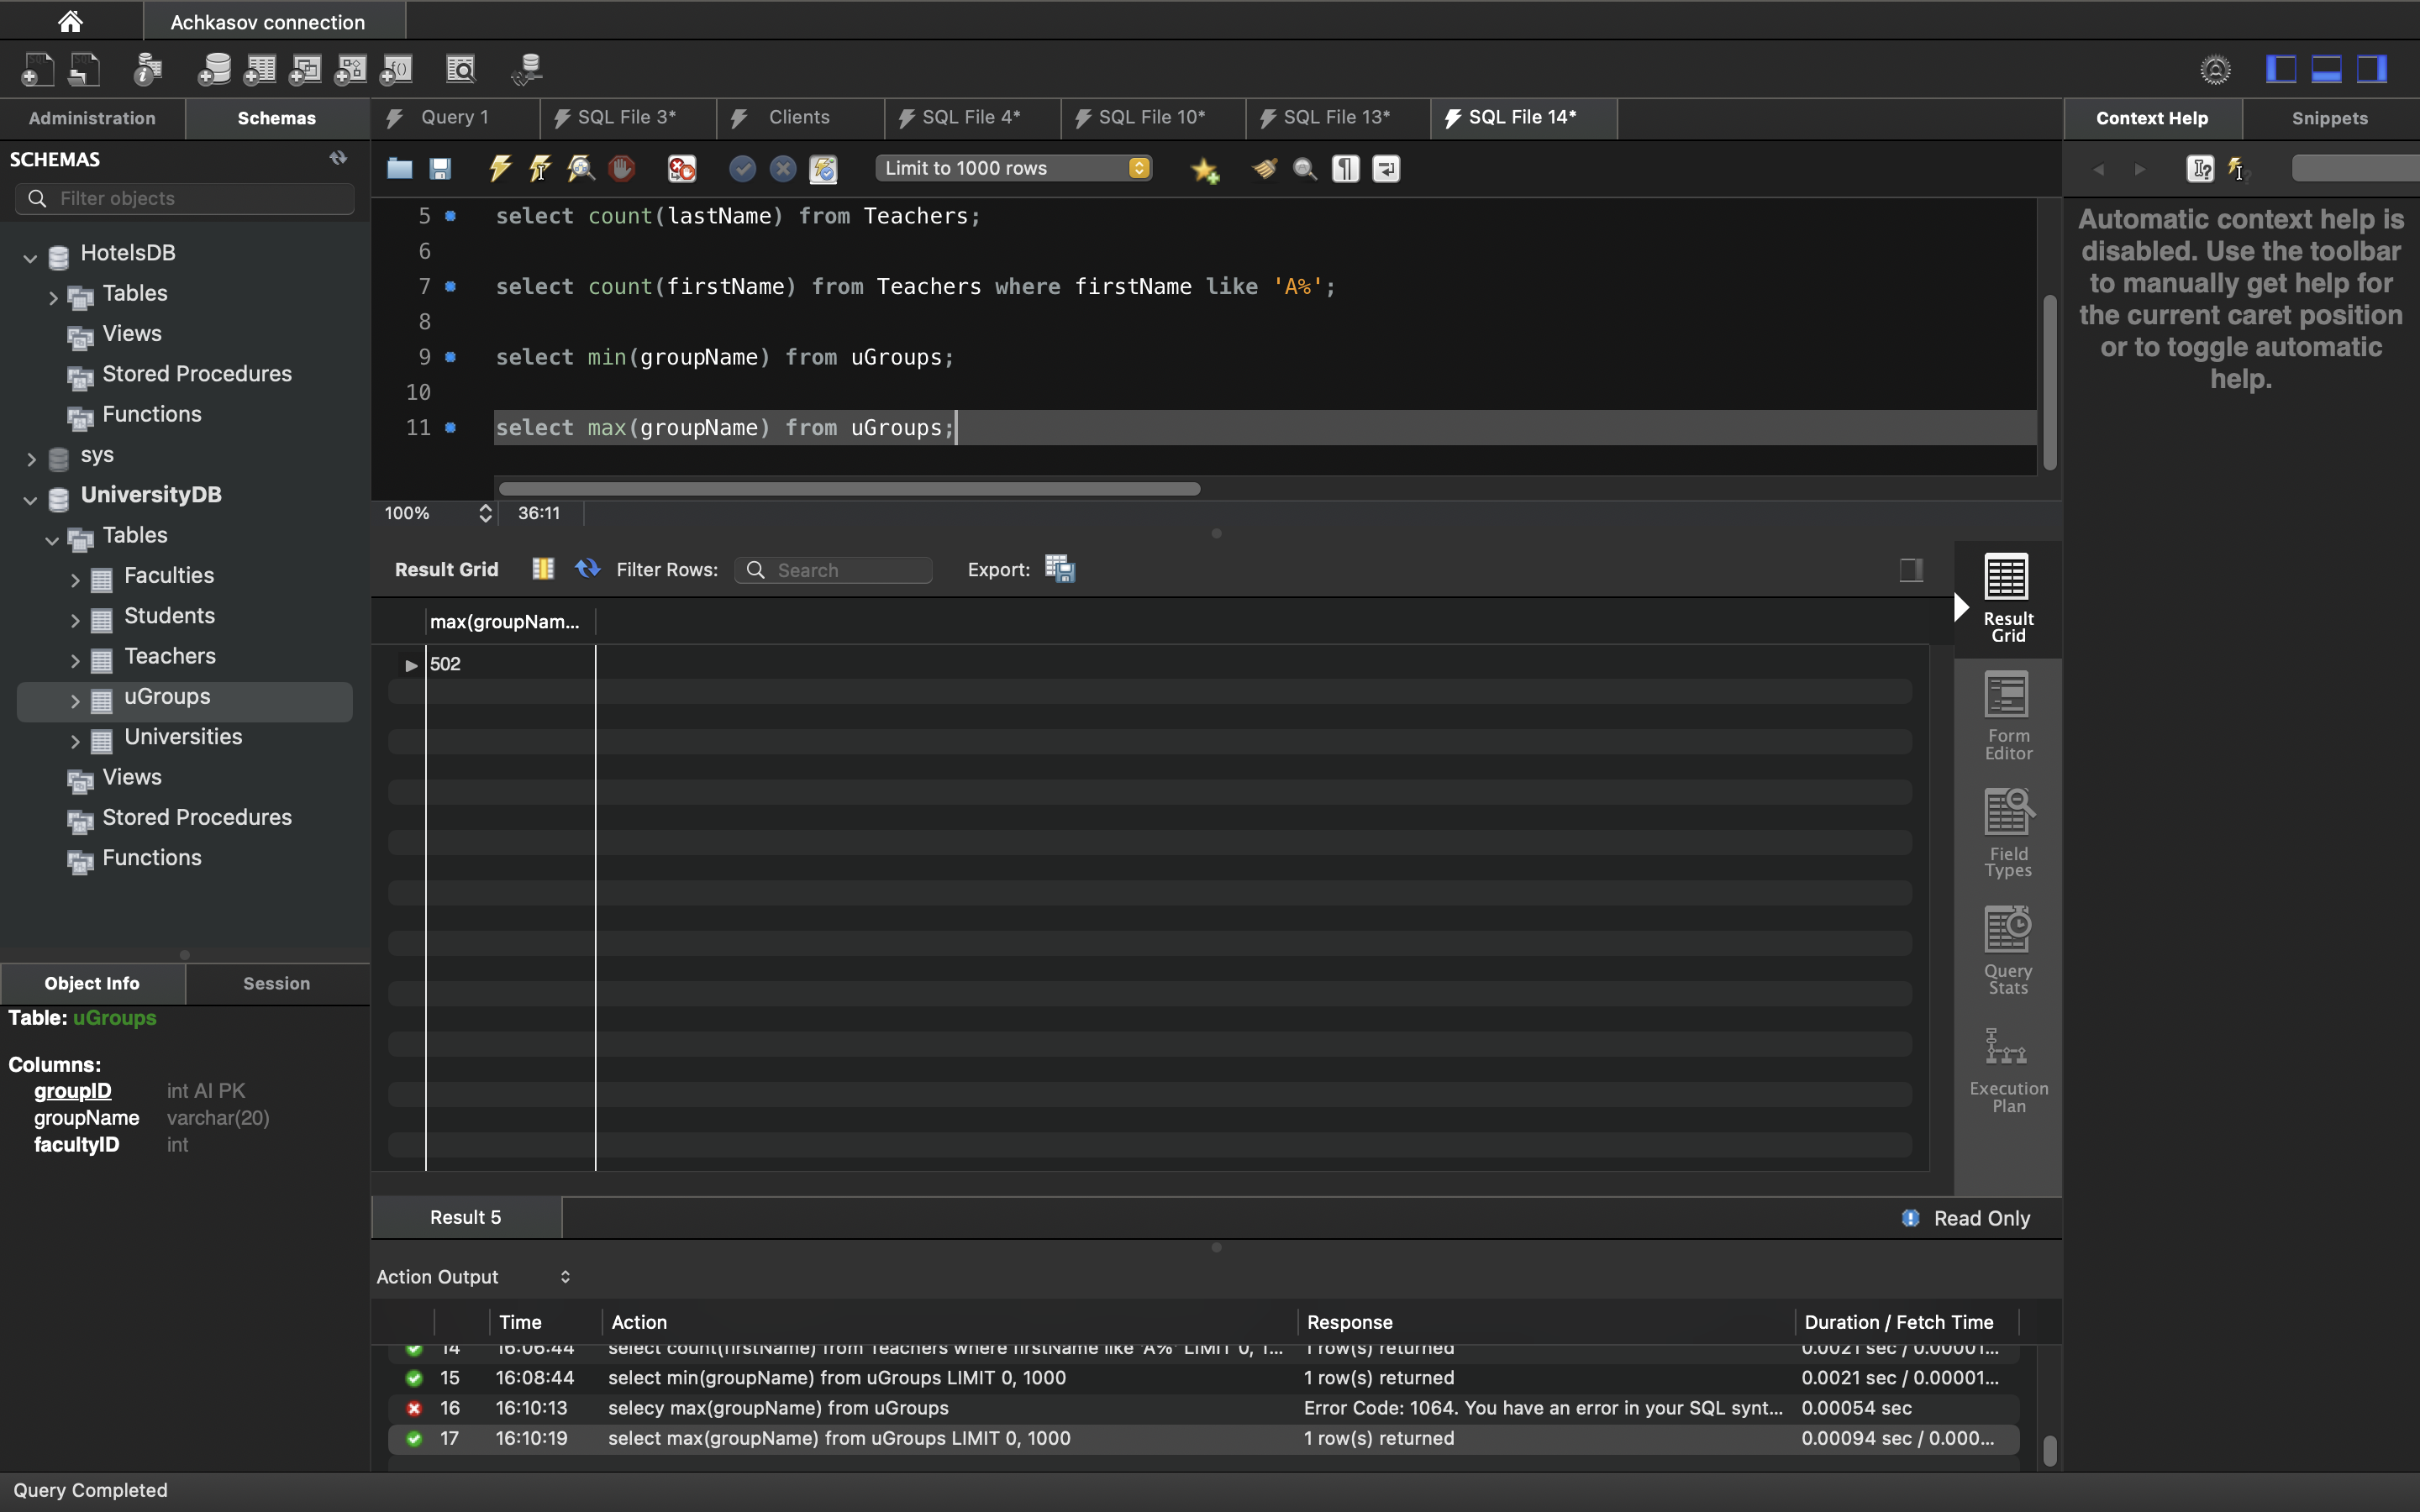 Achkasov connection
Administration
Schemas
Query 1
SQL File 3*
Clients
SQL File 4*
SQL File 10*
SQL File 13*
SQL File 14*
Context Help
Snippets
SCHEMAS
Filter objects
Limit to 1000 rows
HotelsDB
Tables
Views
Stored Procedures
Functions
sys
UniversityDB
Tables
Faculties
Students
Teachers
uGroups
Universities
Views
Stored Procedures
Functions
5 select count(lastName) from Teachers;
6
7 select count(firstName) from Teachers where firstName like 'A%';
8
9 select min(groupName) from uGroups;
10
11 select max(groupName) from uGroups;
100% 36:11
Automatic context help is
disabled. Use the toolbar
to manually get help for
the current caret position
or to toggle automatic
help.
Result Grid
Filter Rows:
Search
Export:
max(groupNam...
502
Result
Grid
Form
Editor
Field
Types
Query
Stats
Execution
Plan
Object Info
Session
Table: uGroups
Columns:
groupID int AI PK
groupName varchar(20)
facultyID int
Result 5
Read Only
Action Output
Time Action Response Duration / Fetch Time
14 16:06:44 select count(firstName) from Teachers where firstName like 'A%' LIMIT 0, 1... 1 row(s) returned 0.0021 sec / 0.00001...
15 16:08:44 select min(groupName) from uGroups LIMIT 0, 1000 1 row(s) returned 0.0021 sec / 0.00001...
16 16:10:13 selecy max(groupName) from uGroups Error Code: 1064. You have an error in your SQL synt... 0.00054 sec
17 16:10:19 select max(groupName) from uGroups LIMIT 0, 1000 1 row(s) returned 0.00094 sec / 0.000...
Query Completed